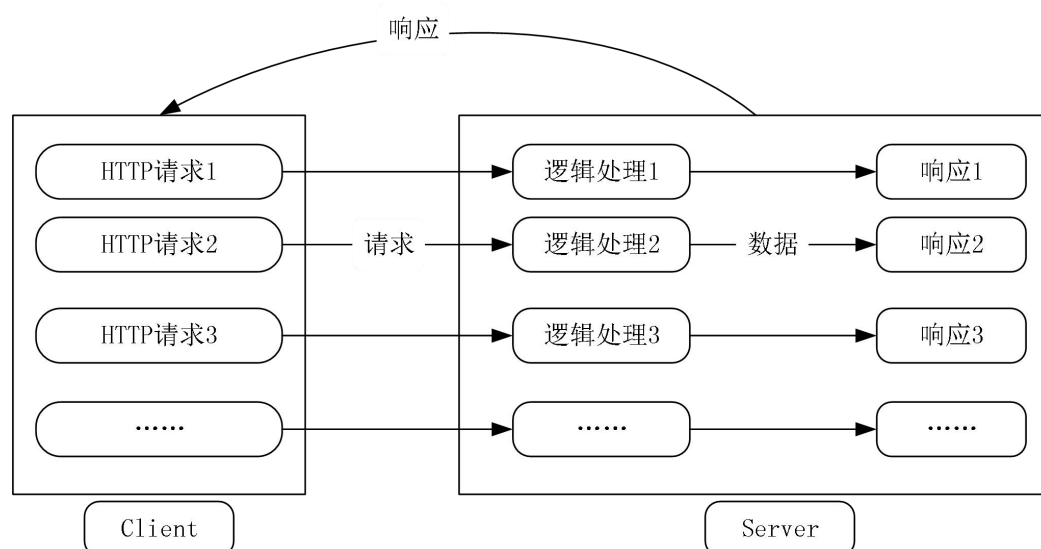 响应
HTTP请求1
逻辑处理1
响应1
HTTP请求2
请求
逻辑处理2
数据
响应2
HTTP请求3
逻辑处理3
响应3
……
……
……
Client
Server